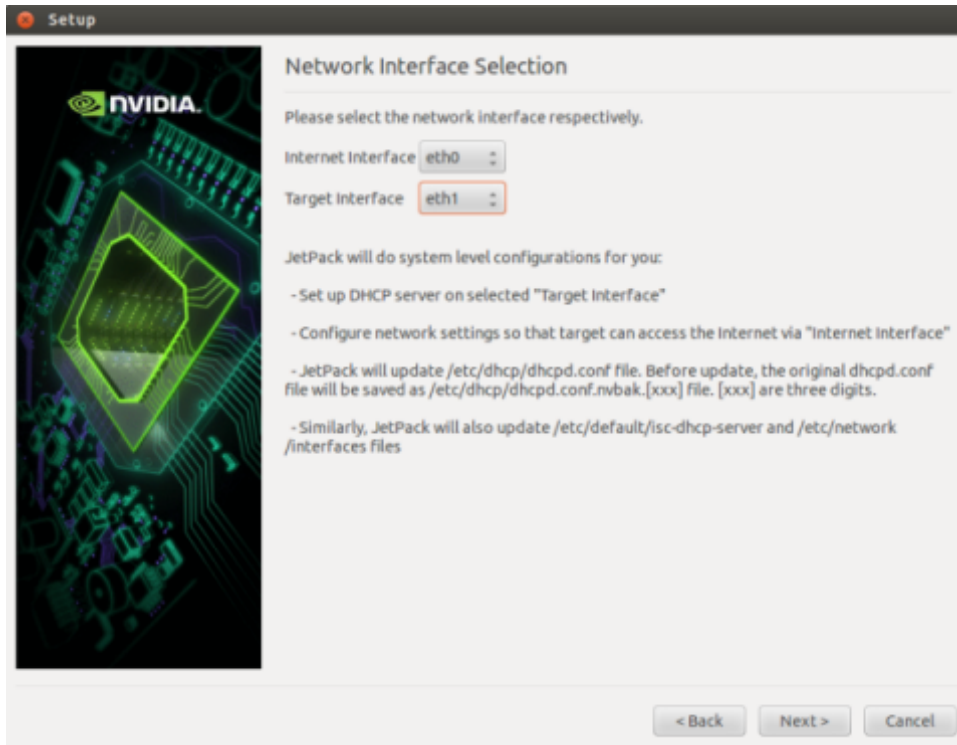 Setup
NVIDIA.
Network Interface Selection
Please select the network interface respectively.
Internet Interface eth0
Target Interface eth1
JetPack will do system level configurations for you:
- Set up DHCP server on selected "Target Interface"
- Configure network settings so that target can access the Internet via "Internet Interface"
- JetPack will update /etc/dhcp/dhcpd.conf file. Before update, the original dhcpd.conf
file will be saved as /etc/dhcp/dhcpd.conf.nvbak.[xxx] file. [xxx] are three digits.
- Similarly, JetPack will also update /etc/default/isc-dhcp-server and /etc/network
/interfaces files
< Back Next > Cancel